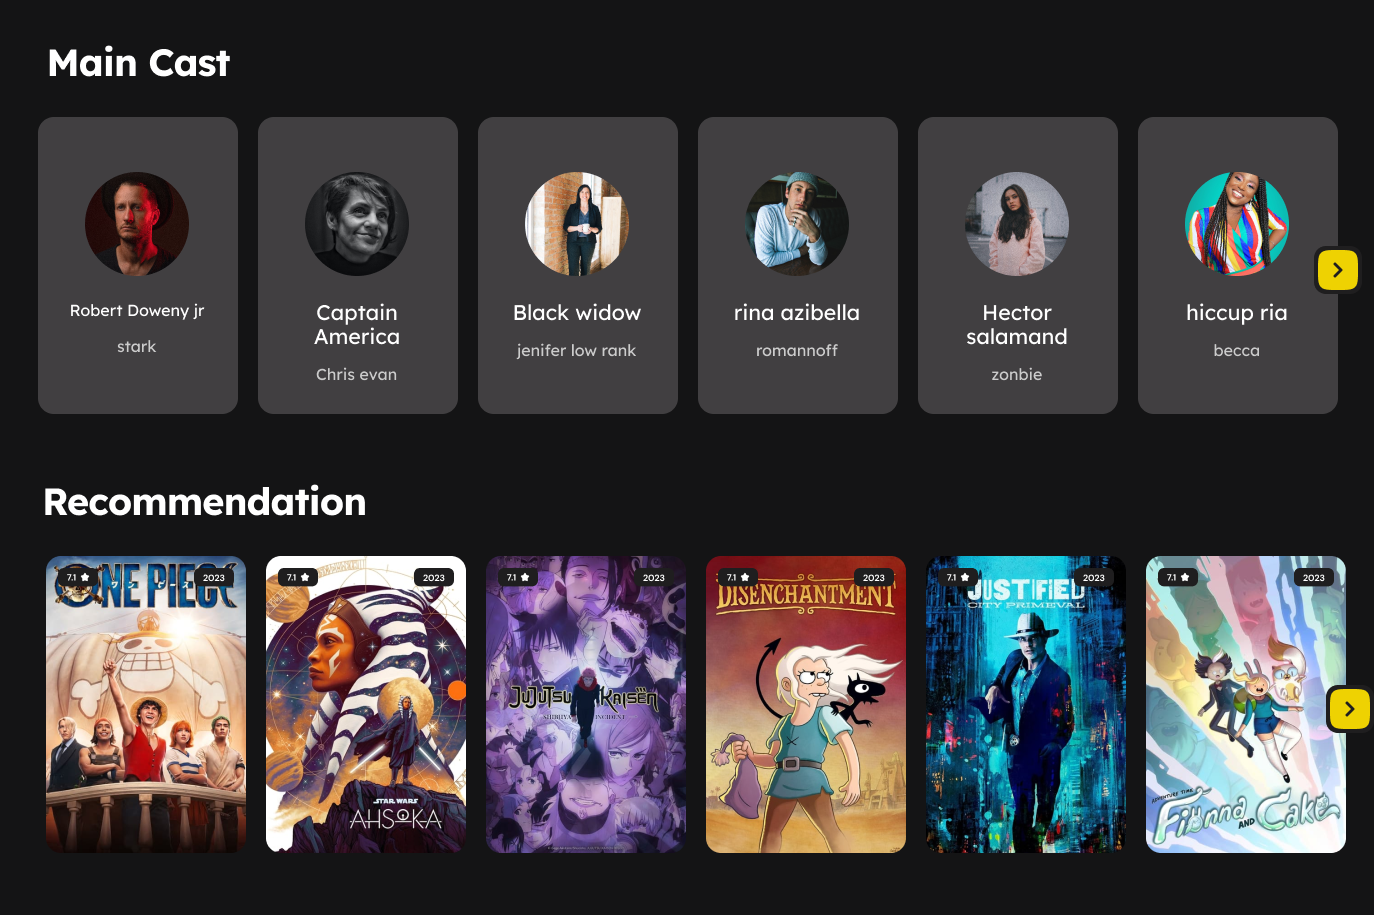 Main Cast
Robert Doweny jr
stark
Captain
America
Chris evan
Black widow
jenifer low rank
rina azibella
romannoff
Hector
salamand
zonbie
hiccup ria
becca
Recommendation
7.1
2023
ONE PIECE
7.1
2023
STAR WARS
AHSOKA
7.1
2023
JUJUTSU KAISEN
SHIBUYA INCIDENT
7.1
2023
DISENCHANTMENT
7.1
2023
JUSTIFIED
CITY PRIMEVAL
7.1
2023
ADVENTURE TIME
Fionna AND Cake